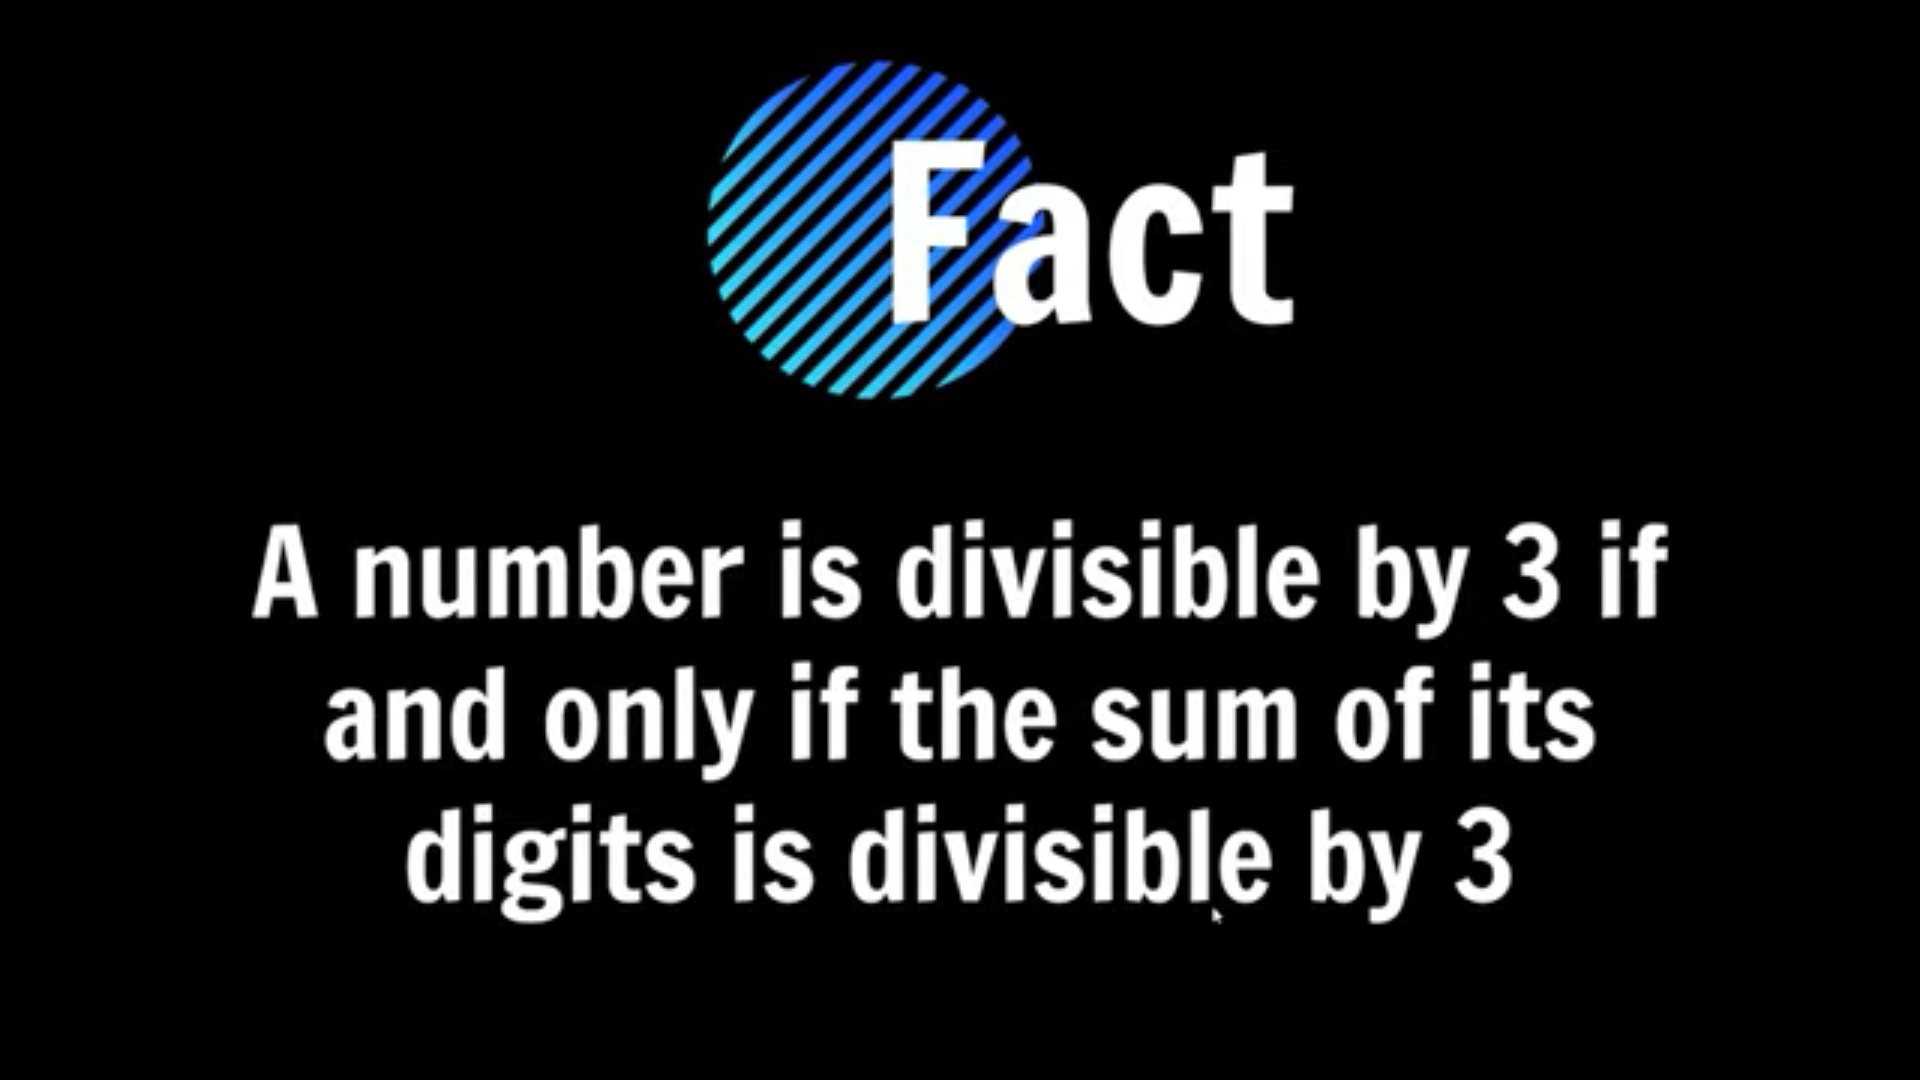 Fact
A number is divisible by 3 if
and only if the sum of its
digits is divisible by 3